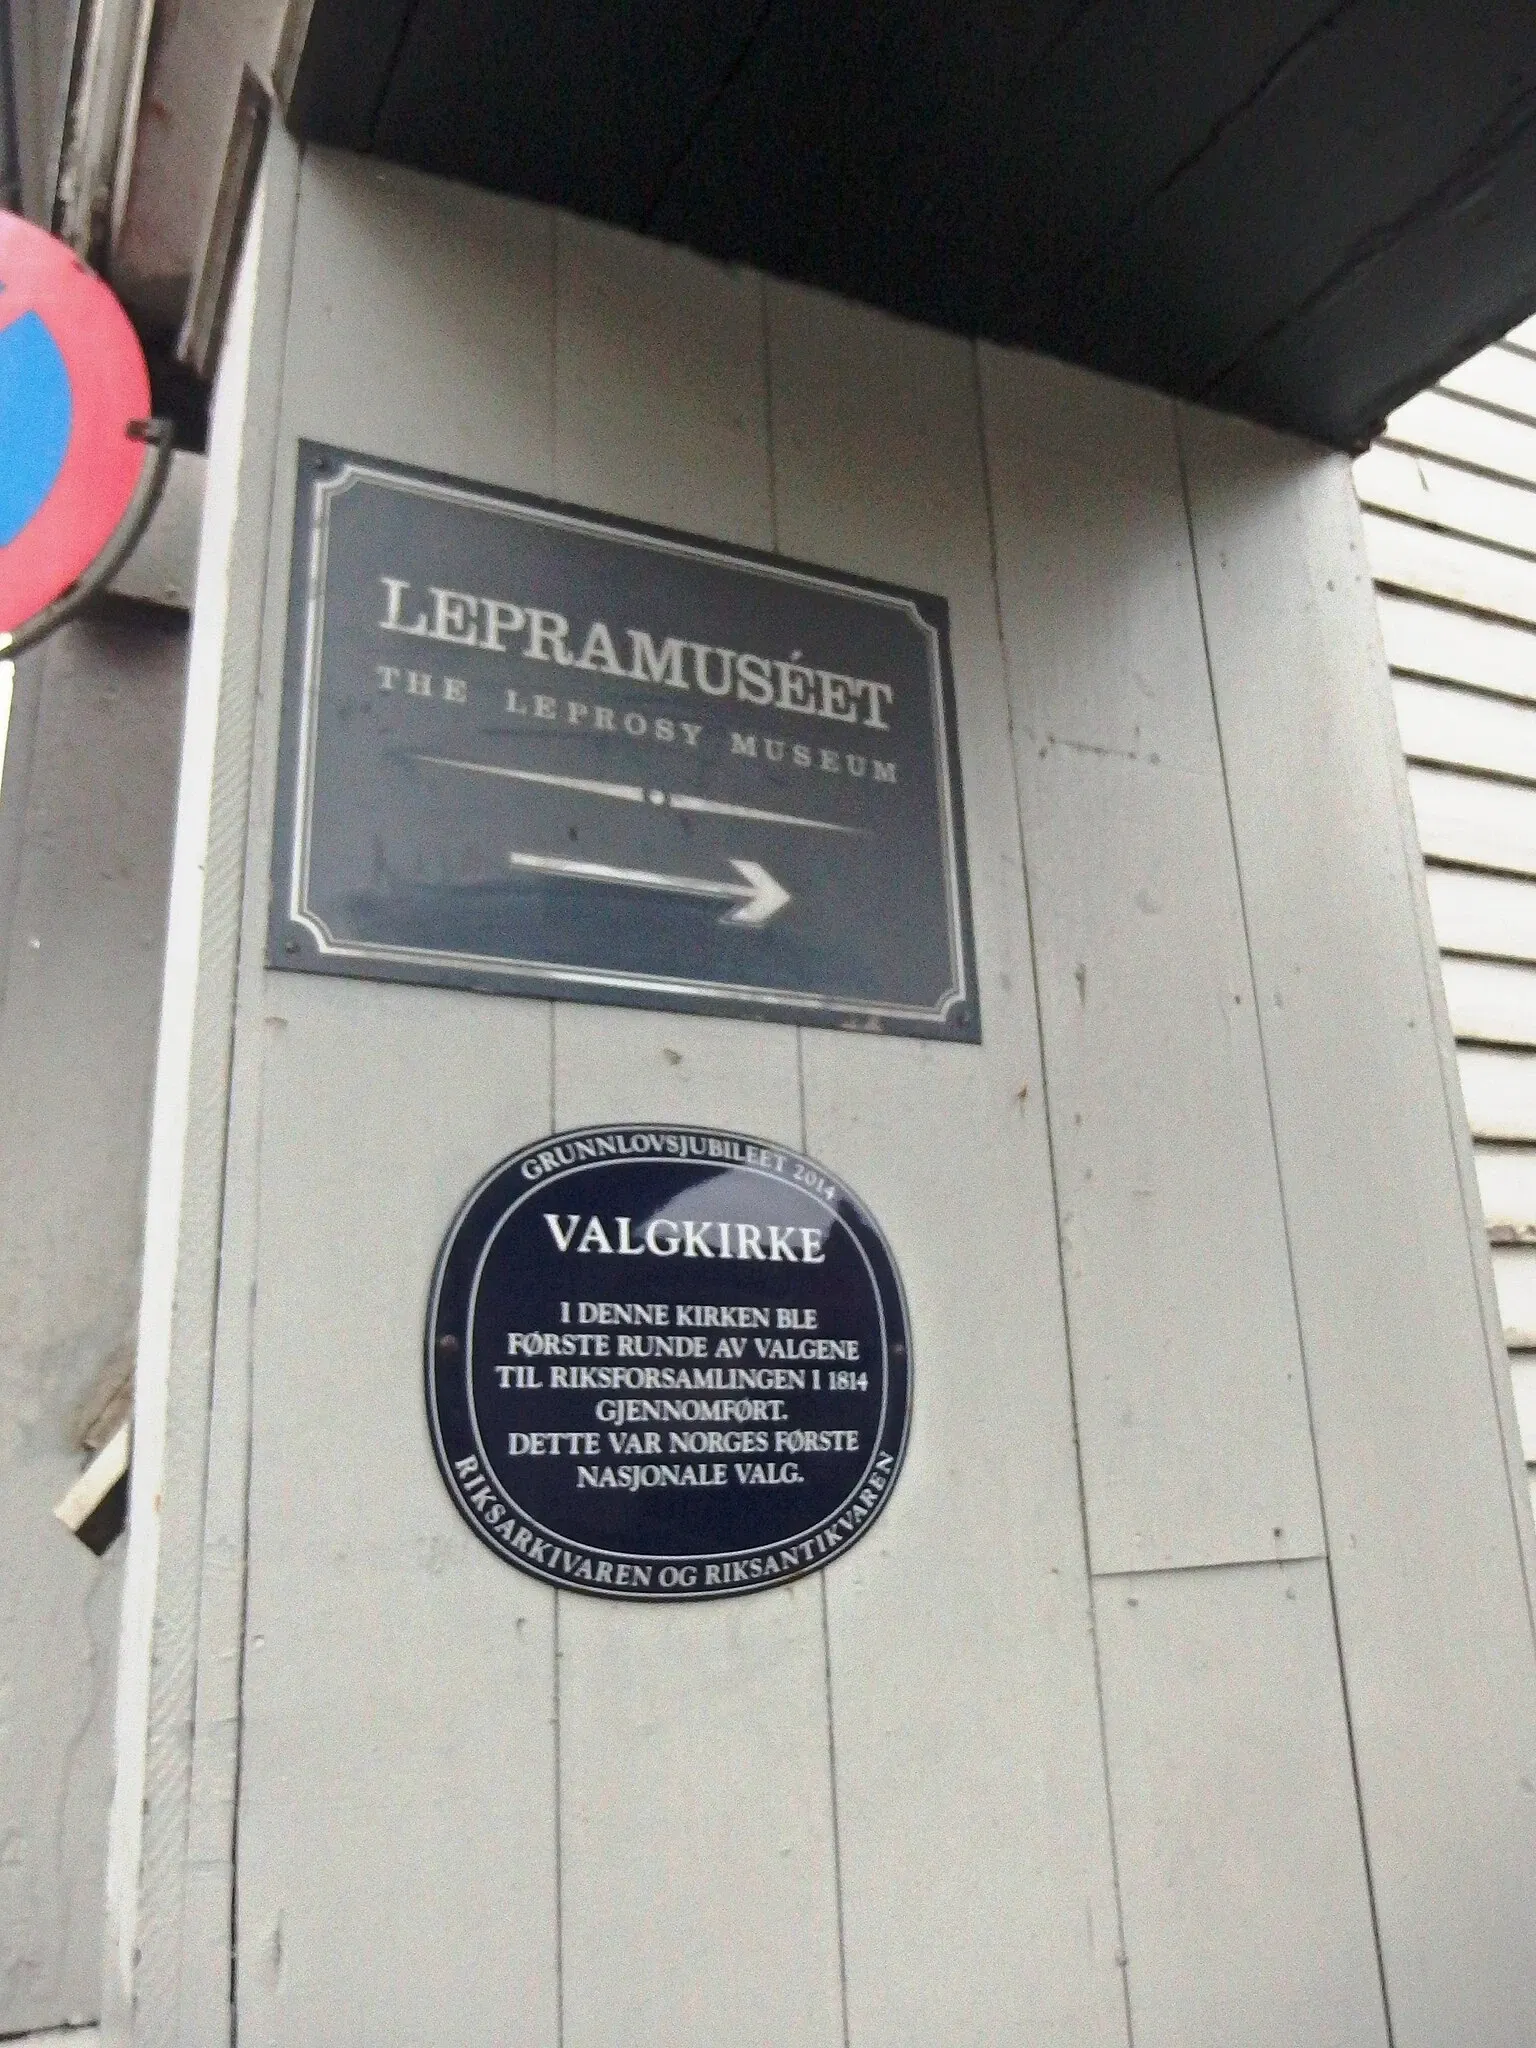 LEPRAMUSÉET
THE LEPROSY MUSEUM
GRUNNLOVSJUBILEET 2014
VALGKIRKE
I DENNE KIRKEN BLE
FØRSTE RUNDE AV VALGENE
TIL RIKSFORSAMLINGEN I 1814
GJENNOMFØRT.
DETTE VAR NORGES FØRSTE
NASJONALE VALG.
RIKSARKIVAREN OG RIKSANTIKVAREN